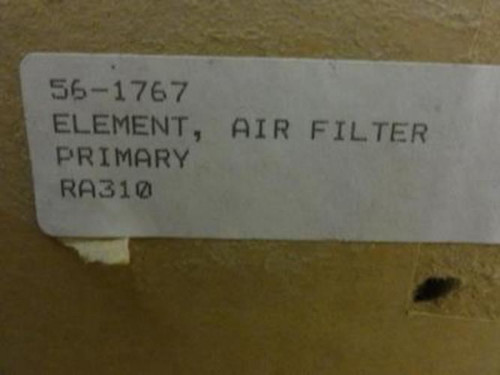 56-1767
ELEMENT, AIR FILTER
PRIMARY
RA310